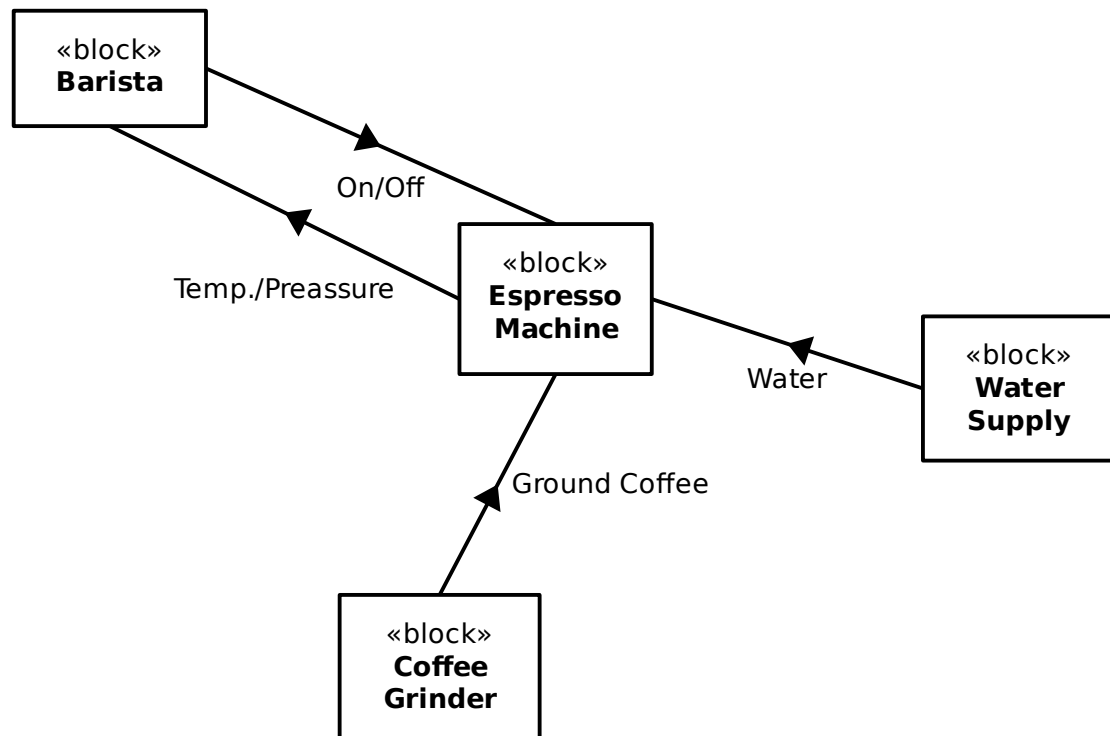 «block»
Barista
On/Off
Temp./Preassure
«block»
Espresso
Machine
Water
«block»
Water
Supply
Ground Coffee
«block»
Coffee
Grinder